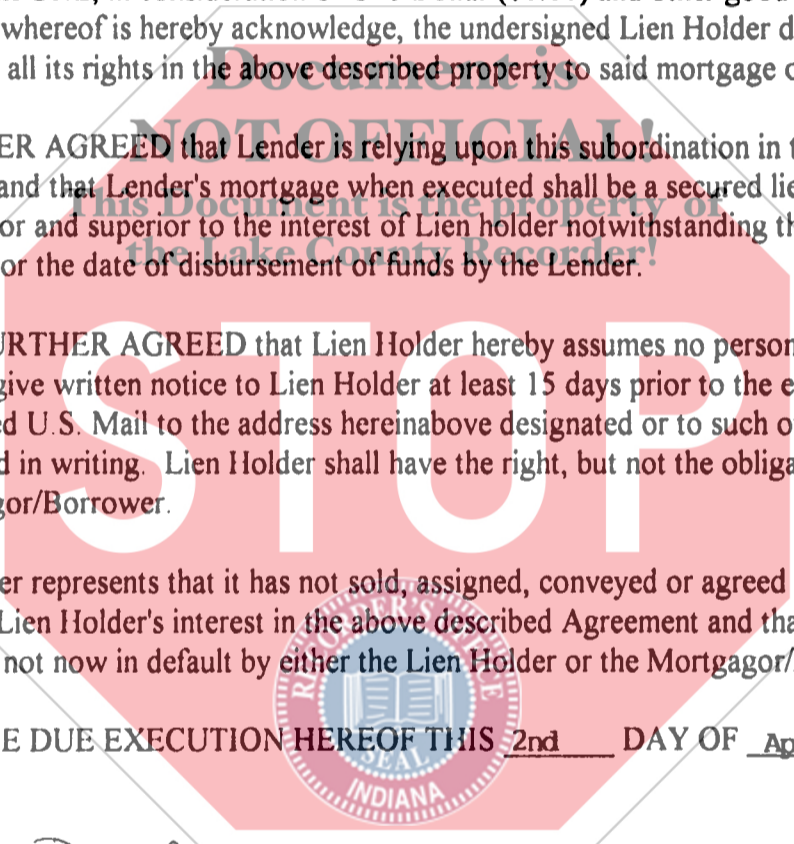 whereof is hereby acknowledge, the undersigned Lien Holder d
all its rights in the above described property to said mortgage
Document is
ER AGREED that Lender is relying upon this subordination in t
NOT OFFICIAL!
and that Lender's mortgage when executed shall be a secured lie
This Document is the property of
or and superior to the interest of Lien holder notwithstanding th
the Lake County Recorder!
or the date of disbursement of funds by the Lender.
STOP
URTHER AGREED that Lien Holder hereby assumes no person
give written notice to Lien Holder at least 15 days prior to the e
d U.S. Mail to the address hereinabove designated or to such o
d in writing. Lien Holder shall have the right, but not the obliga
gor/Borrower.
er represents that it has not sold, assigned, conveyed or agreed
Lien Holder's interest in the above described Agreement and tha
not now in default by either the Lien Holder or the Mortgagor/
RECORDER'S OFFICE
E DUE EXECUTION HEREOF THIS 2nd DAY OF Ap
SEAL
INDIANA